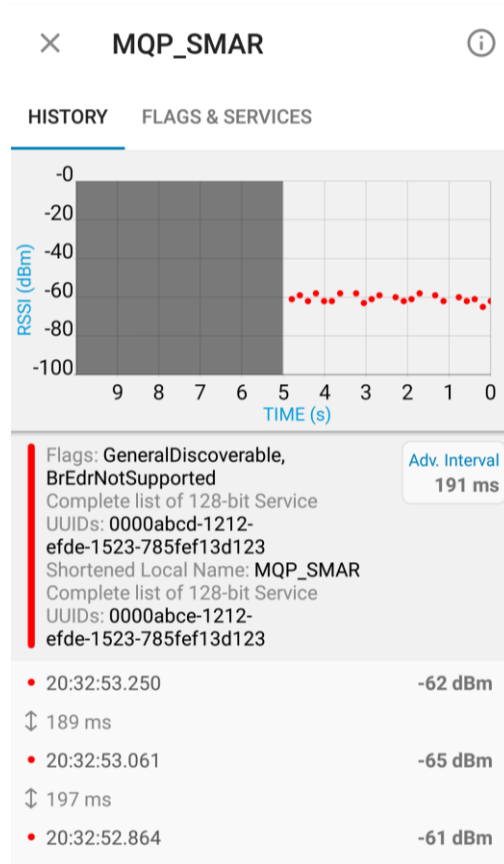 MQP_SMAR
HISTORY FLAGS & SERVICES
-0
-20
-40
-60
-80
-100
RSSI (dBm)
9 8 7 6 5 4 3 2 1 0
TIME (s)
Flags: GeneralDiscoverable,
BrEdrNotSupported
Complete list of 128-bit Service
UUIDs: 0000abcd-1212-
efde-1523-785fef13d123
Shortened Local Name: MQP_SMAR
Complete list of 128-bit Service
UUIDs: 0000abce-1212-
efde-1523-785fef13d123
Adv. Interval
191 ms
20:32:53.250 -62 dBm
189 ms
20:32:53.061 -65 dBm
197 ms
20:32:52.864 -61 dBm